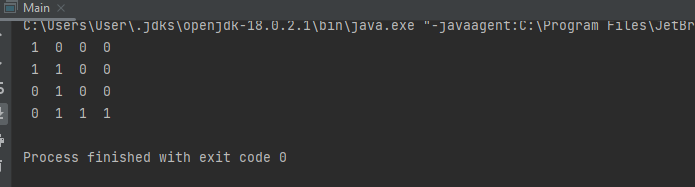 Main
C:\Users\User\.jdks\openjdk-18.0.2.1\bin\java.exe "-javaagent:C:\Program Files\JetBr
1 0 0 0
1 1 0 0
0 1 0 0
0 1 1 1
Process finished with exit code 0